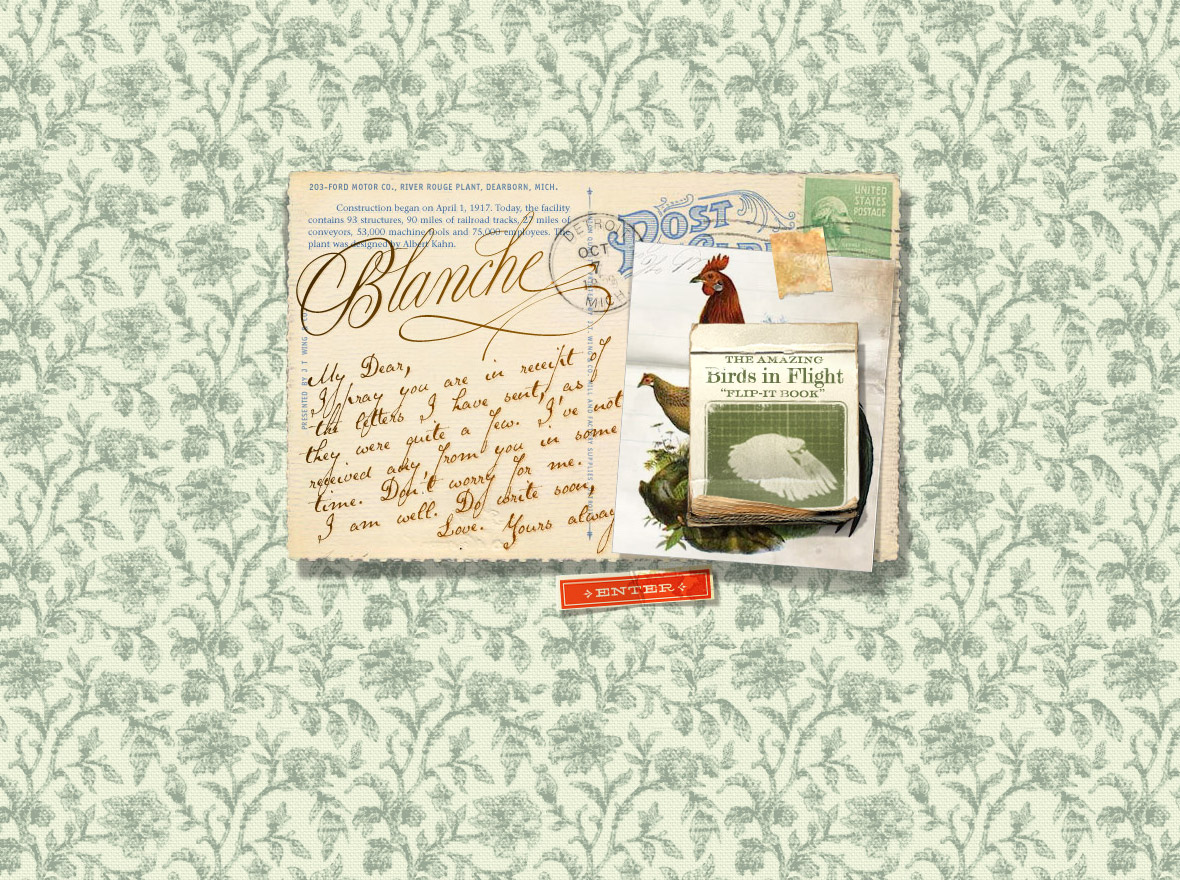 203-FORD MOTOR CO., RIVER ROUGE PLANT, DEARBORN, MICH.
Construction began on April 1, 1917. Today, the facility
contains 93 structures, 90 miles of railroad tracks, 27 miles of
conveyors, 53,000 machine tools and 75,000 employees. The
plant was designed by Albert Kahn.
Blanche
PRESENTED BY J T WING
My Dear,
I pray you are in receipt of
the letters I have sent, as
they were quite a few. I've not
received any from you in some
time. Don't worry for me.
I am well. Do write soon,
Love. Yours alway
DETROIT
OCT
7
MICH
POST
UNITED
STATES
POSTAGE
THE AMAZING
Birds in Flight
"FLIP-IT BOOK"
ENTER